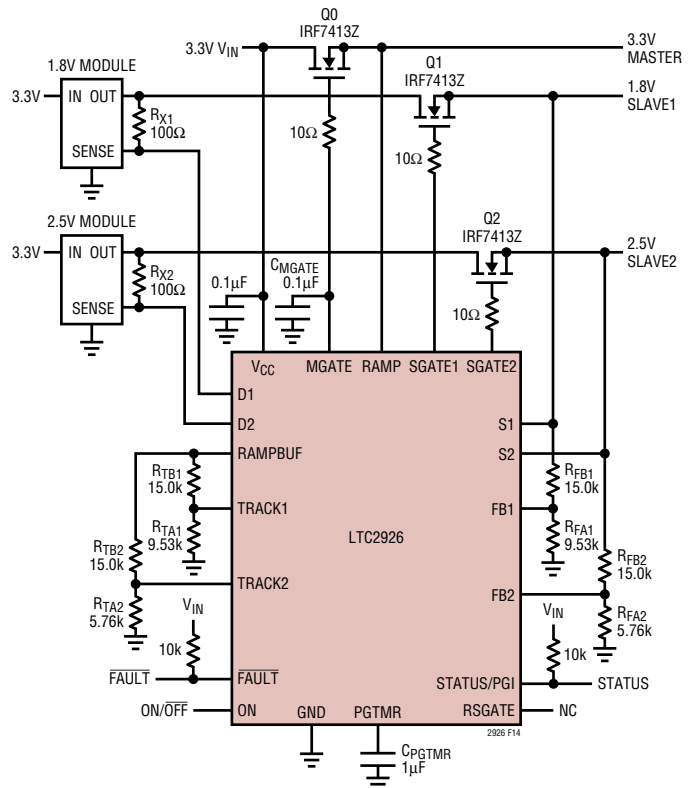 Q0
IRF7413Z
3.3V VIN
3.3V
MASTER
Q1
IRF7413Z
1.8V
SLAVE1
1.8V MODULE
3.3V
IN OUT
SENSE
RX1
100Ω
10Ω
10Ω
2.5V MODULE
3.3V
IN OUT
SENSE
RX2
100Ω
Q2
IRF7413Z
2.5V
SLAVE2
0.1µF
CMGATE
0.1µF
10Ω
VCC
MGATE
RAMP
SGATE1
SGATE2
D1
D2
RAMPBUF
TRACK1
TRACK2
FAULT
ON
GND
PGTMR
LTC2926
S1
S2
FB1
FB2
STATUS/PGI
RSGATE
RTB1
15.0k
RTA1
9.53k
RTB2
15.0k
RTA2
5.76k
VIN
10k
FAULT
ON/OFF
RFB1
15.0k
RFA1
9.53k
RFB2
15.0k
RFA2
5.76k
VIN
10k
STATUS
NC
2926 F14
CPGTMR
1µF